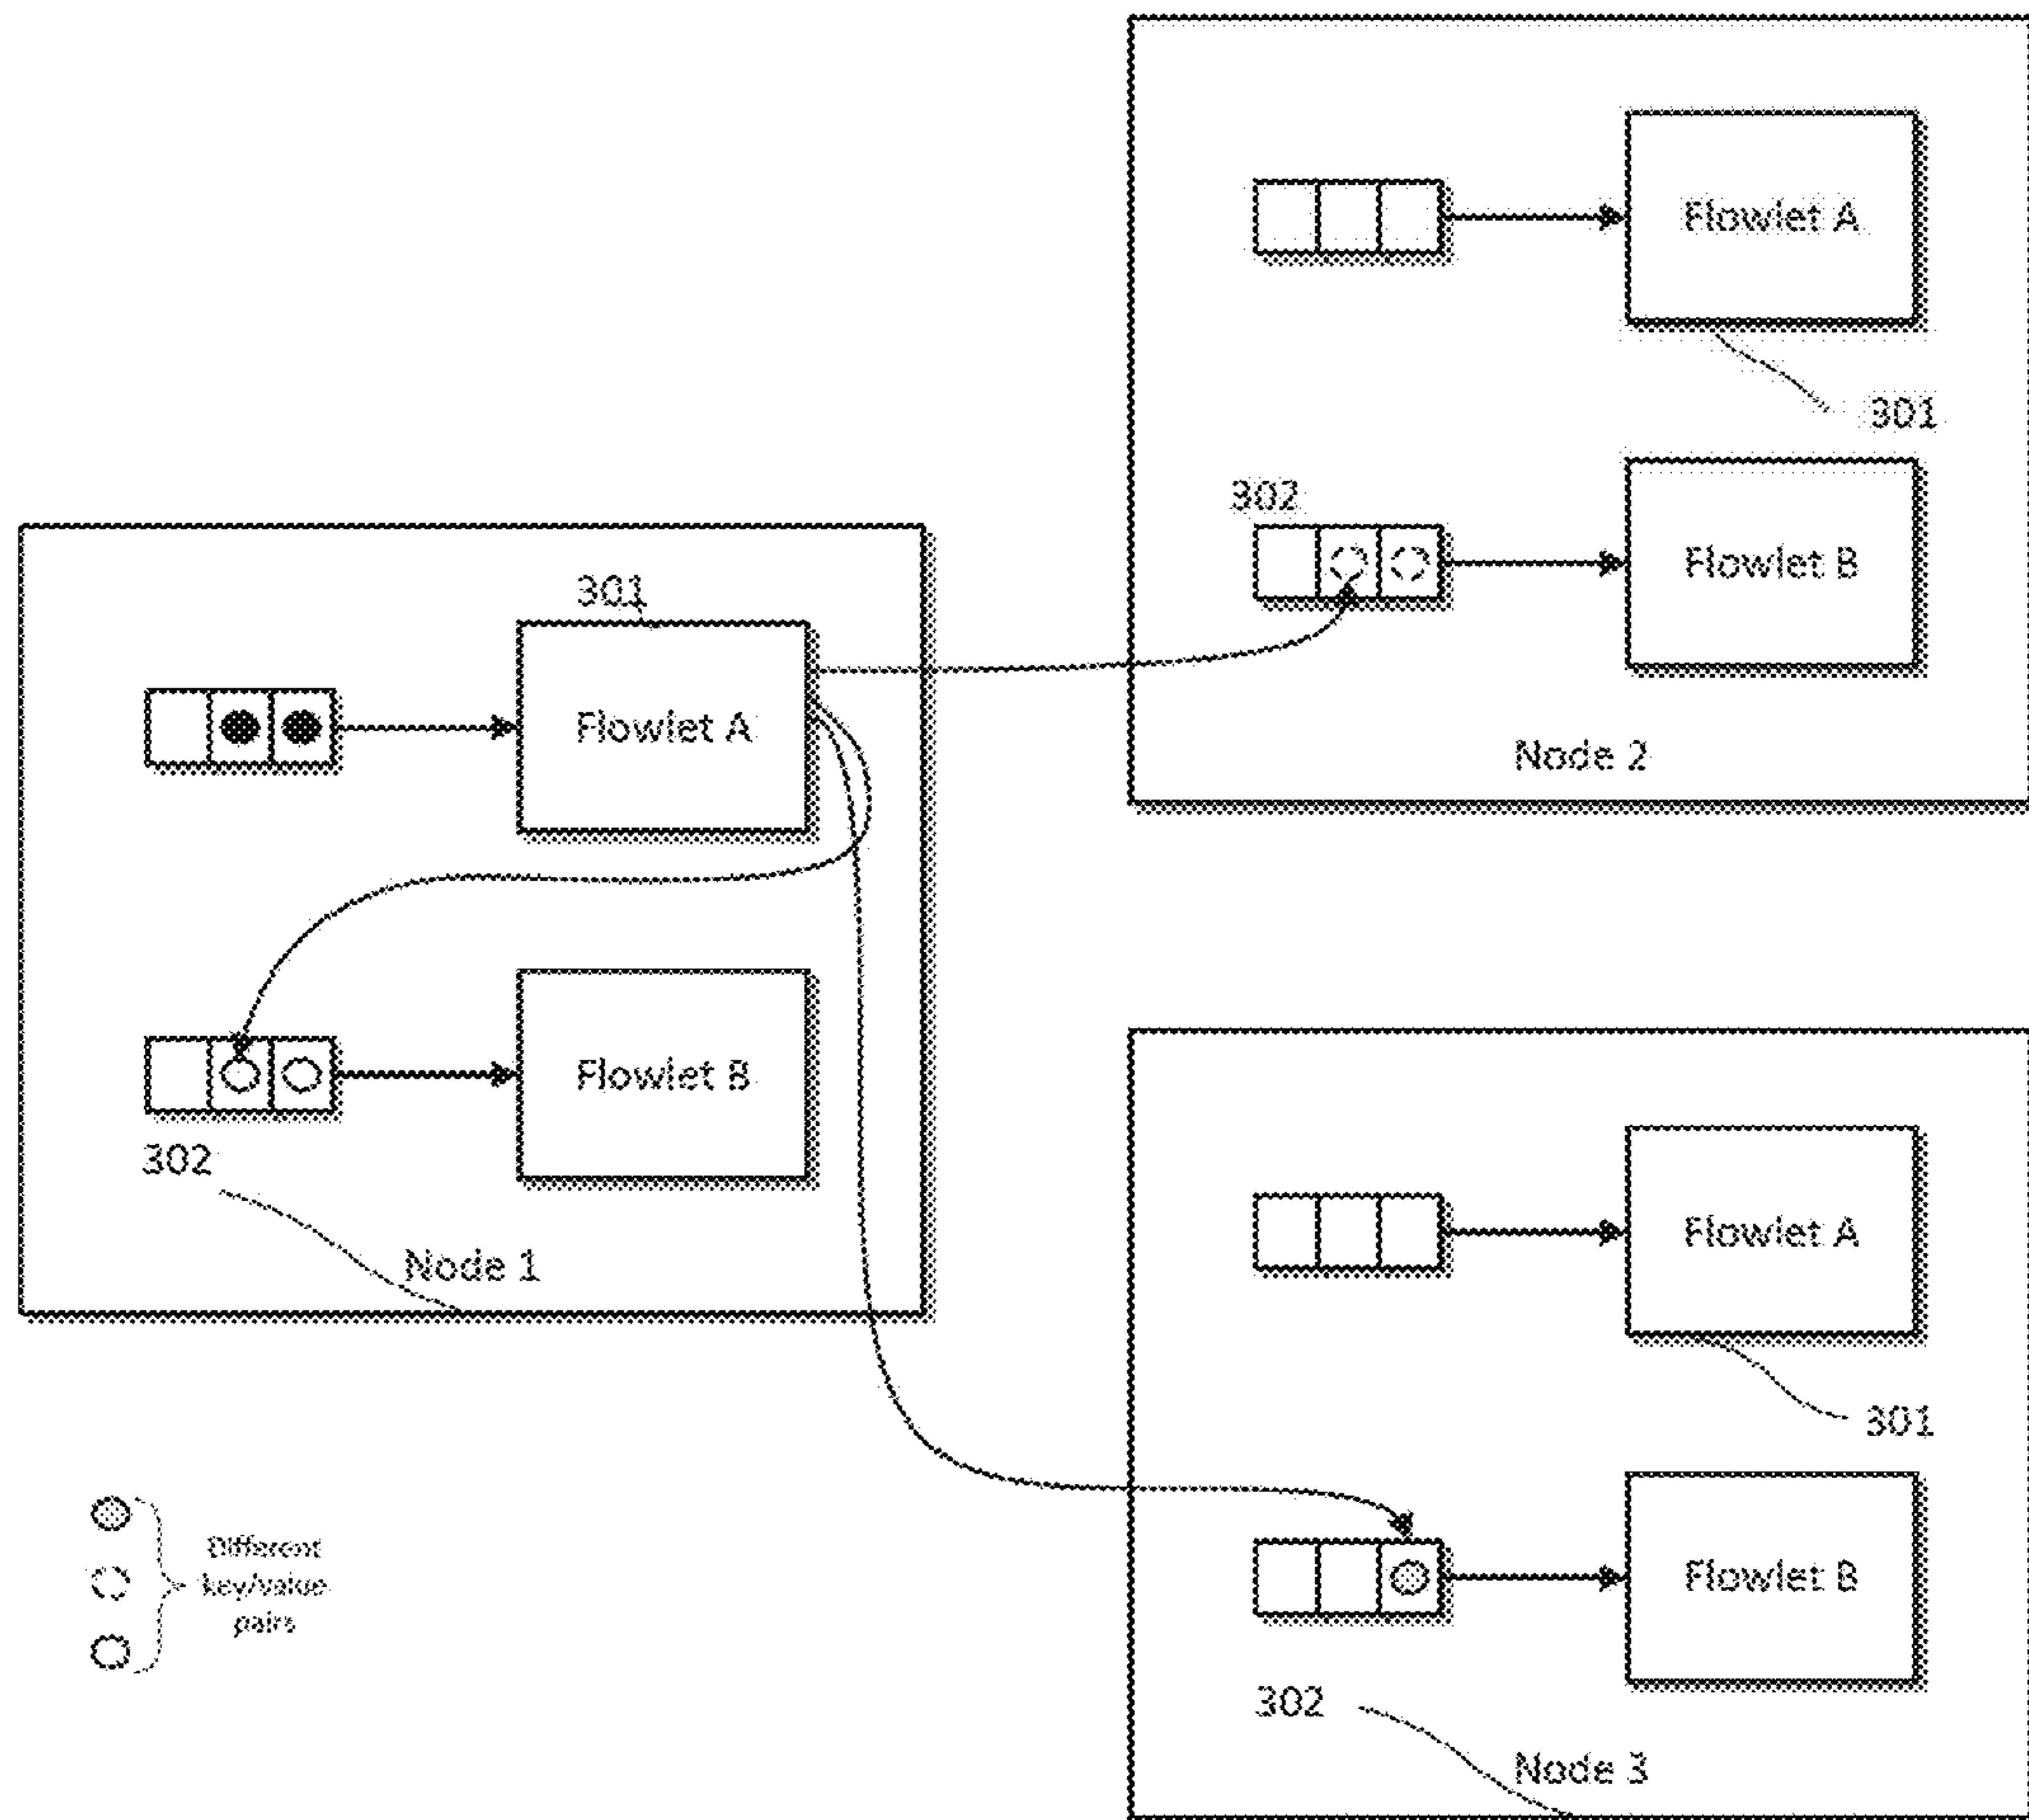 Flowlet A
301
302
Flowlet B
Node 2
301
Flowlet A
Flowlet B
302
Node 1
Flowlet A
301
Flowlet B
302
Node 3
Different
key/value
pairs